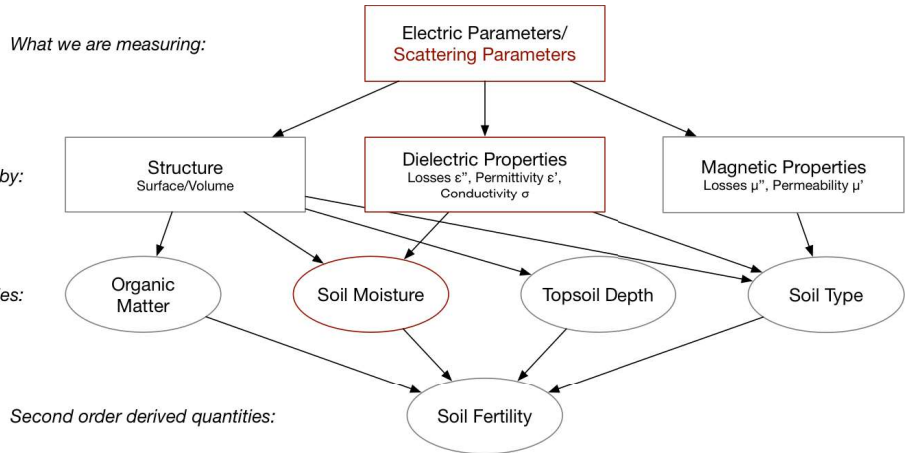 What we are measuring:
Electric Parameters/
Scattering Parameters
by:
Structure
Surface/Volume
Dielectric Properties
Losses ε”, Permittivity ε’,
Conductivity σ
Magnetic Properties
Losses μ”, Permeability μ’
es:
Organic
Matter
Soil Moisture
Topsoil Depth
Soil Type
Second order derived quantities:
Soil Fertility